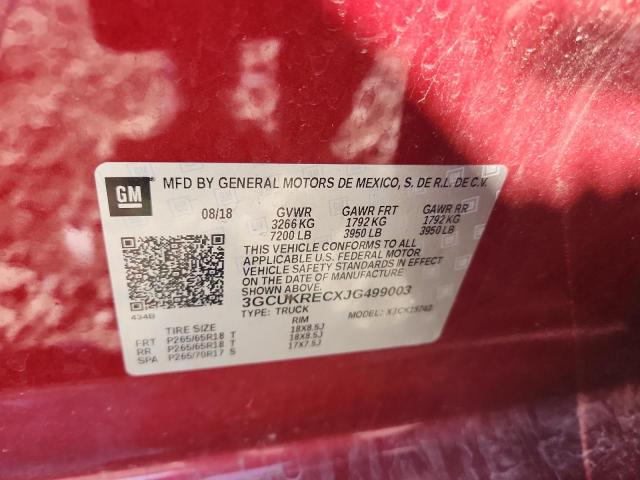 GM MFD BY GENERAL MOTORS DE MEXICO, S. DE R.L. DE C.V.
08/18 GVWR GAWR FRT GAWR RR
3266 KG 1792 KG 1792 KG
7200 LB 3950 LB 3950 LB
THIS VEHICLE CONFORMS TO ALL
APPLICABLE U.S. FEDERAL MOTOR
VEHICLE SAFETY STANDARDS IN EFFECT
ON THE DATE OF MANUFACTURE
SHOWN ABOVE.
3GCUKRECXJG499003
434B TYPE: TRUCK MODEL:
TIRE SIZE RIM
FRT P265/65R18 T 18X8.5J
RR P265/65R18 T 18X8.5J
SPA P265/70R17 S 17X7.5J